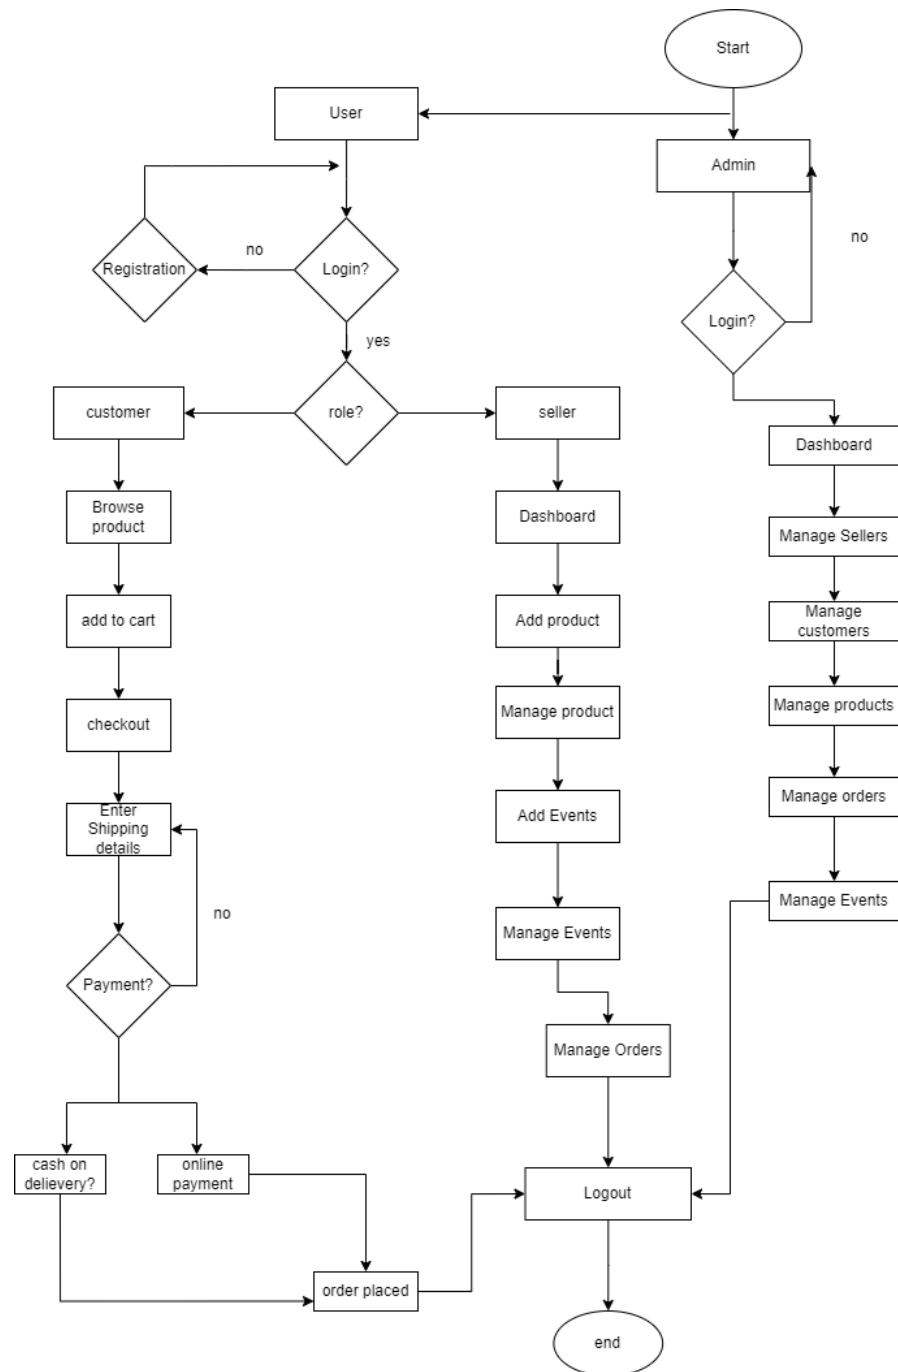 Start
User
Admin
no
Registration
no
Login?
Login?
yes
customer
role?
seller
Dashboard
Browse
product
Dashboard
Manage Sellers
add to cart
Add product
Manage
customers
checkout
Manage product
Manage products
Enter
Shipping
details
Add Events
Manage orders
no
Manage Events
Manage Events
Payment?
Manage Orders
cash on
delievery?
online
payment
Logout
order placed
end